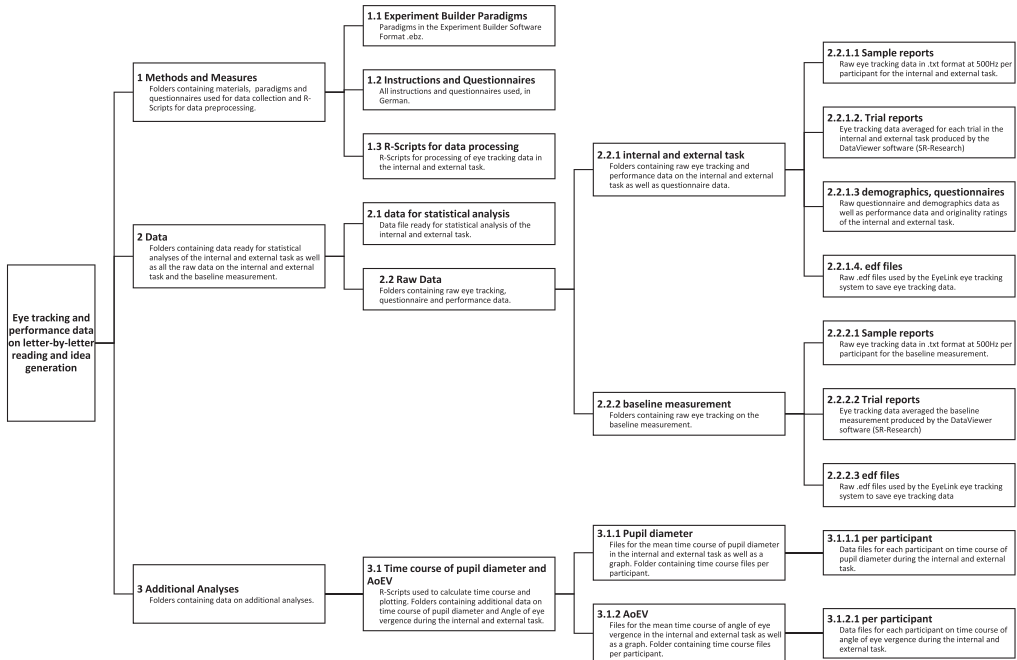 Eye tracking and
performance data
on letter-by-letter
reading and idea
generation
1 Methods and Measures
Folders containing materials, paradigms and
questionnaires used for data collection and R-
Scripts for data preprocessing.
1.1 Experiment Builder Paradigms
Paradigms in the Experiment Builder Software
Format .ebz.
1.2 Instructions and Questionnaires
All instructions and questionnaires used, in
German.
1.3 R-Scripts for data processing
R-Scripts for processing of eye tracking data in
the internal and external task.
2 Data
Folders containing data ready for statistical
analyses of the internal and external task as well
as all the raw data on the internal and external
task and the baseline measurement.
2.1 data for statistical analysis
Data file ready for statistical analysis of the
internal and external task.
2.2 Raw Data
Folders containing raw eye tracking,
questionnaire and performance data.
2.2.1 internal and external task
Folders containing raw eye tracking and
performance data on the internal and external
task as well as questionnaire data.
2.2.1.1 Sample reports
Raw eye tracking data in .txt format at 500Hz per
participant for the internal and external task.
2.2.1.2. Trial reports
Eye tracking data averaged for each trial in the
internal and external task produced by the
DataViewer software (SR-Research)
2.2.1.3 demographics, questionnaires
Raw questionnaire and demographics data as
well as performance data and originality ratings
of the internal and external task.
2.2.1.4. edf files
Raw .edf files used by the EyeLink eye tracking
system to save eye tracking data.
2.2.2 baseline measurement
Folders containing raw eye tracking on the
baseline measurement.
2.2.2.1 Sample reports
Raw eye tracking data in .txt format at 500Hz per
participant for the baseline measurement.
2.2.2.2 Trial reports
Eye tracking data averaged the baseline
measurement produced by the DataViewer
software (SR-Research)
2.2.2.3 edf files
Raw .edf files used by the EyeLink eye tracking
system to save eye tracking data
3 Additional Analyses
Folders containing data on additional analyses.
3.1 Time course of pupil diameter and
AoEV
R-Scripts used to calculate time course and
plotting. Folders containing additional data on
time course of pupil diameter and Angle of eye
vergence during the internal and external task.
3.1.1 Pupil diameter
Files for the mean time course of pupil diameter
in the internal and external task as well as a
graph. Folder containing time course files per
participant.
3.1.1.1 per participant
Data files for each participant on time course of
pupil diameter during the internal and external
task.
3.1.2 AoEV
Files for the mean time course of angle of eye
vergence in the internal and external task as well
as a graph. Folder containing time course files
per participant.
3.1.2.1 per participant
Data files for each participant on time course of
angle of eye vergence during the internal and
external task.